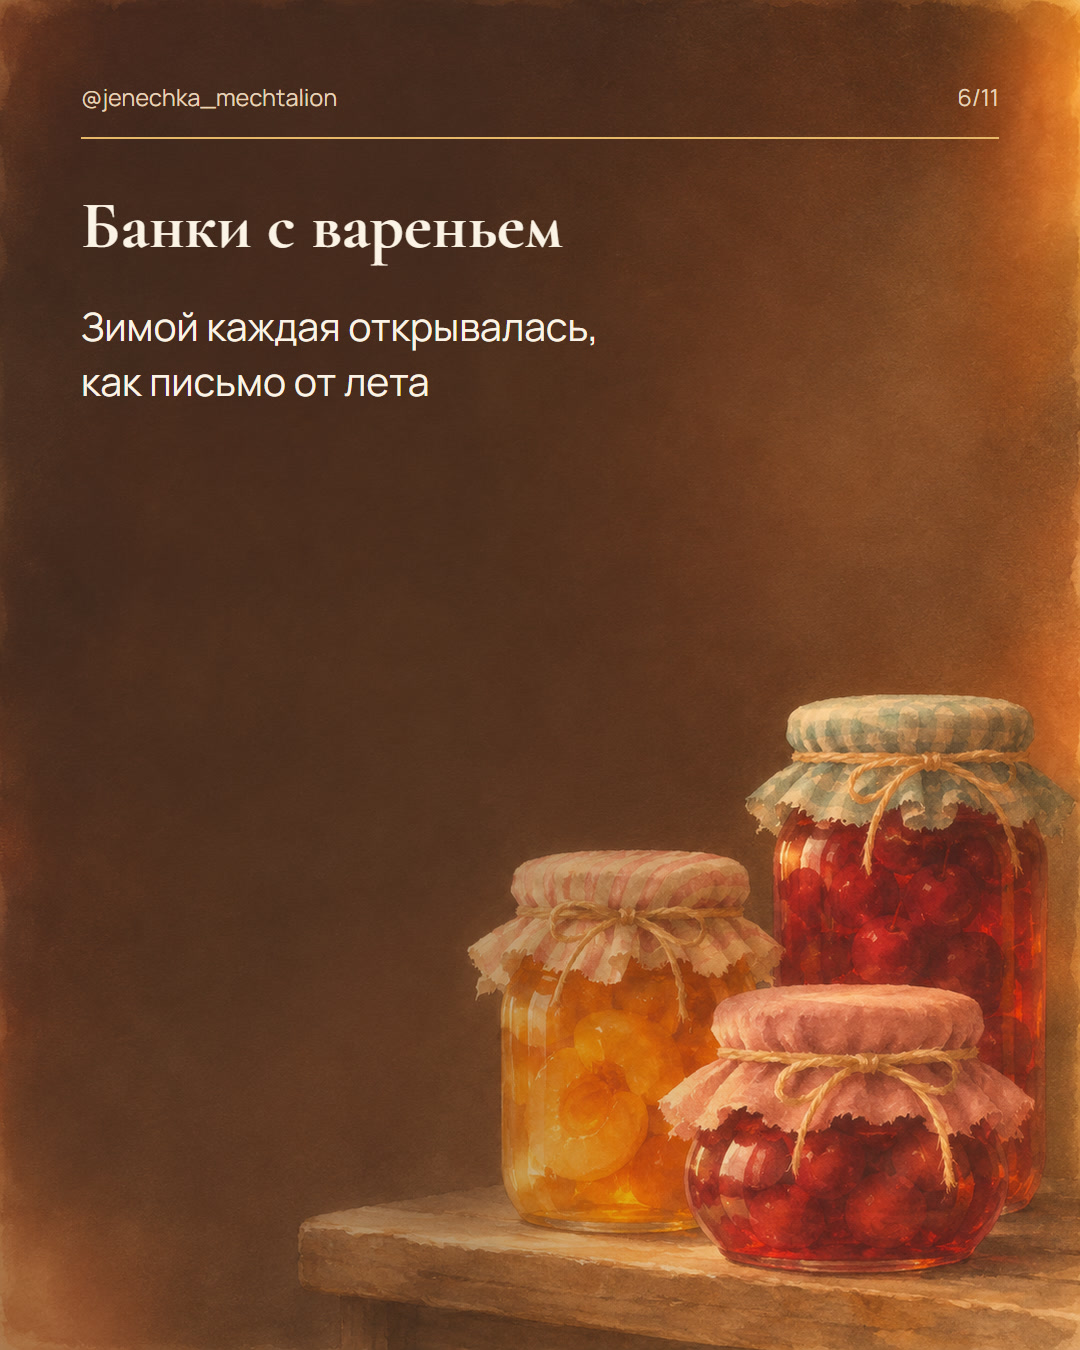 @jenechka_mechtalion
6/11
Банки с вареньем
Зимой каждая открывалась,
как письмо от лета